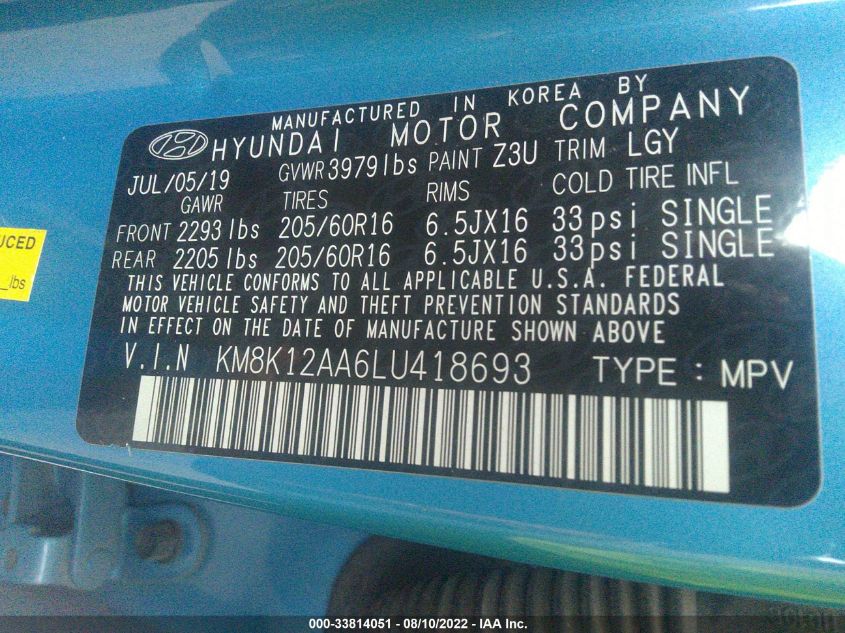 MANUFACTURED IN KOREA BY
HYUNDAI MOTOR COMPANY
JUL/05/19 GVWR 3979lbs PAINT Z3U TRIM LGY
GAWR TIRES RIMS COLD TIRE INFL
FRONT 2293 lbs 205/60R16 6.5JX16 33psi SINGLE
REAR 2205 lbs 205/60R16 6.5JX16 33psi SINGLE
THIS VEHICLE CONFORMS TO ALL APPLICABLE U.S.A. FEDERAL
MOTOR VEHICLE SAFETY AND THEFT PREVENTION STANDARDS
IN EFFECT ON THE DATE OF MANUFACTURE SHOWN ABOVE
V.I.N KM8K12AA6LU418693 TYPE : MPV
lbs
000-33814051 - 08/10/2022 - IAA Inc.